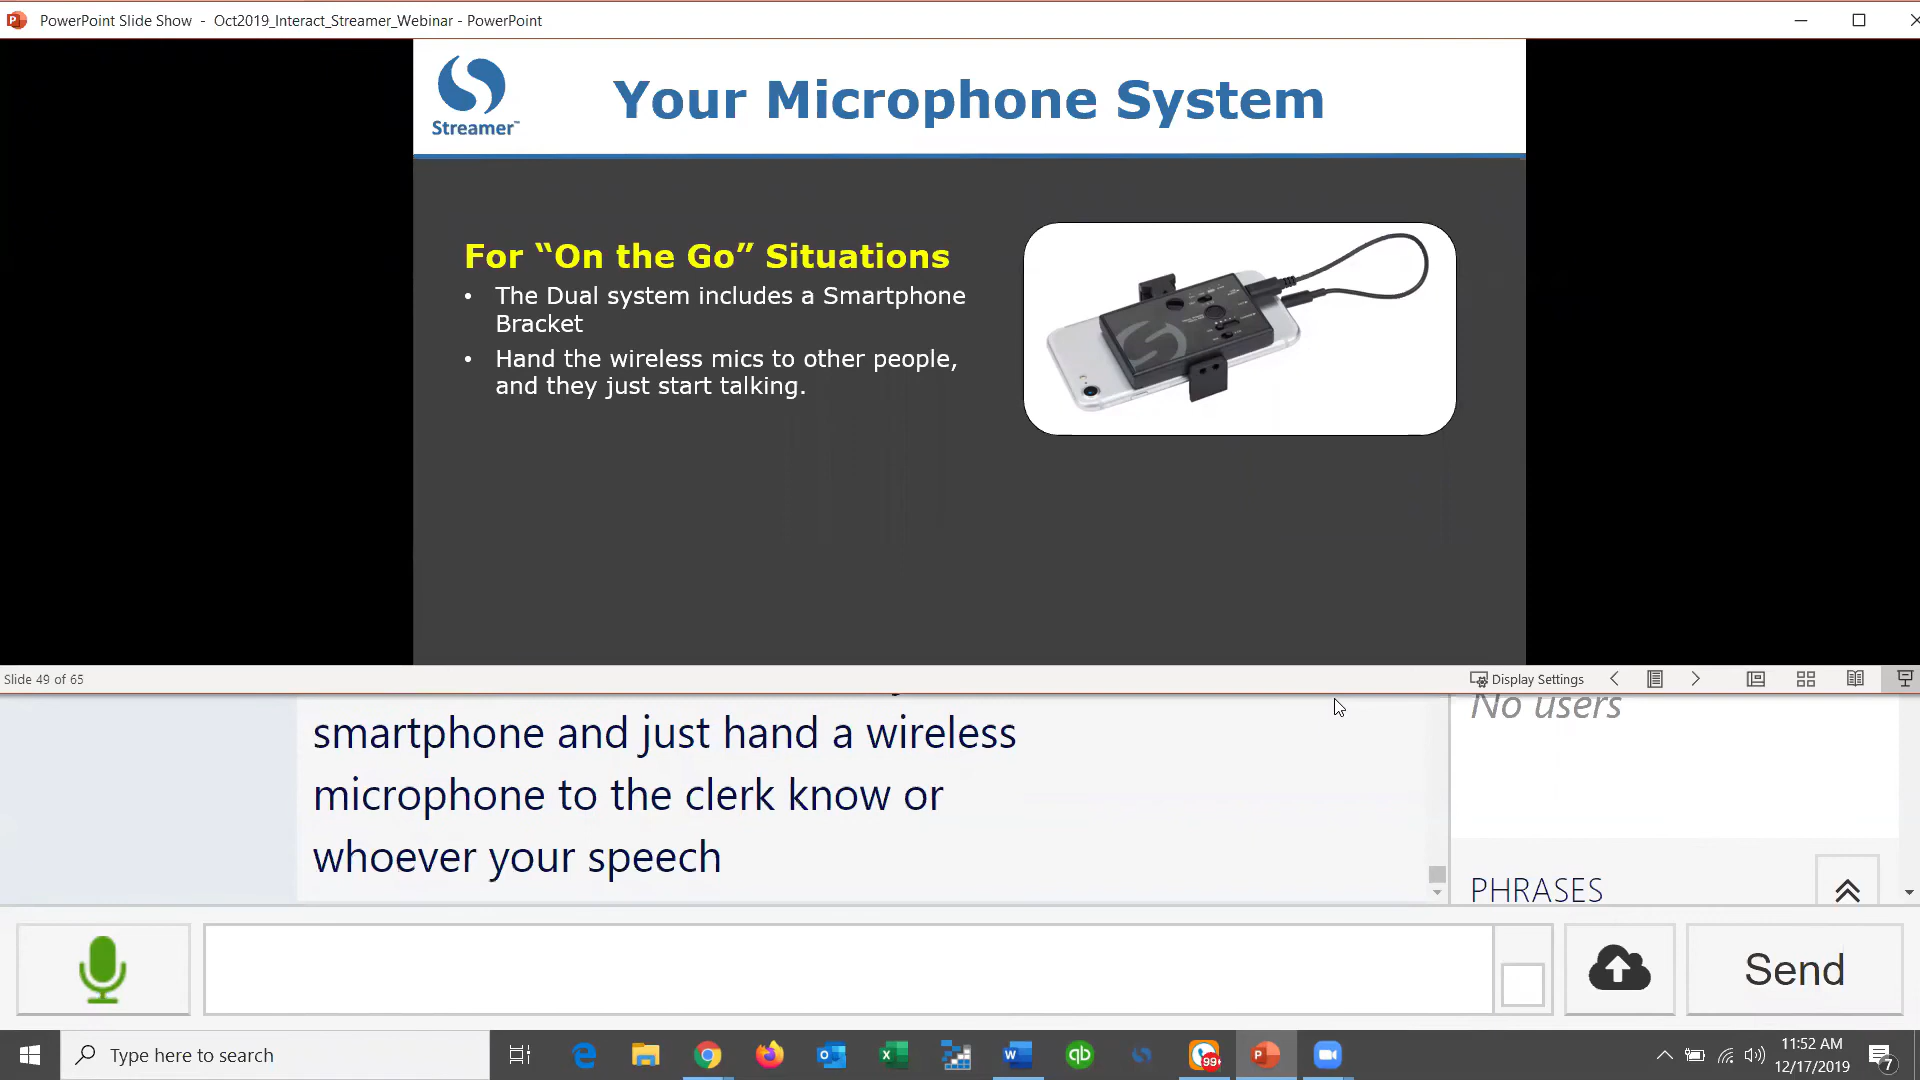 PowerPoint Slide Show - Oct2019_Interact_Streamer_Webinar - PowerPoint
Streamer™
Your Microphone System
For “On the Go” Situations
• The Dual system includes a Smartphone
Bracket
• Hand the wireless mics to other people,
and they just start talking.
Slide 49 of 65
Display Settings
smartphone and just hand a wireless
microphone to the clerk know or
whoever your speech
No users
PHRASES
Send
Type here to search
99
11:52 AM
12/17/2019
7